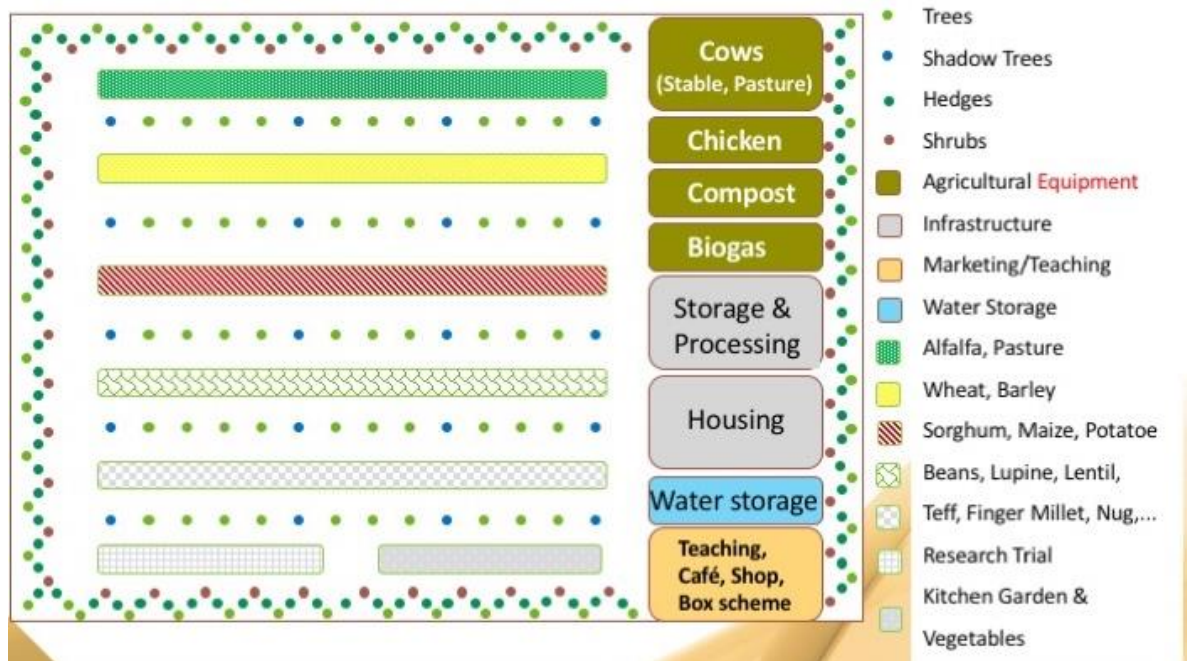 Cows
(Stable, Pasture)
Chicken
Compost
Biogas
Storage &
Processing
Housing
Water storage
Teaching,
Café, Shop,
Box scheme
Trees
Shadow Trees
Hedges
Shrubs
Agricultural Equipment
Infrastructure
Marketing/Teaching
Water Storage
Alfalfa, Pasture
Wheat, Barley
Sorghum, Maize, Potatoe
Beans, Lupine, Lentil,
Teff, Finger Millet, Nug,...
Research Trial
Kitchen Garden &
Vegetables